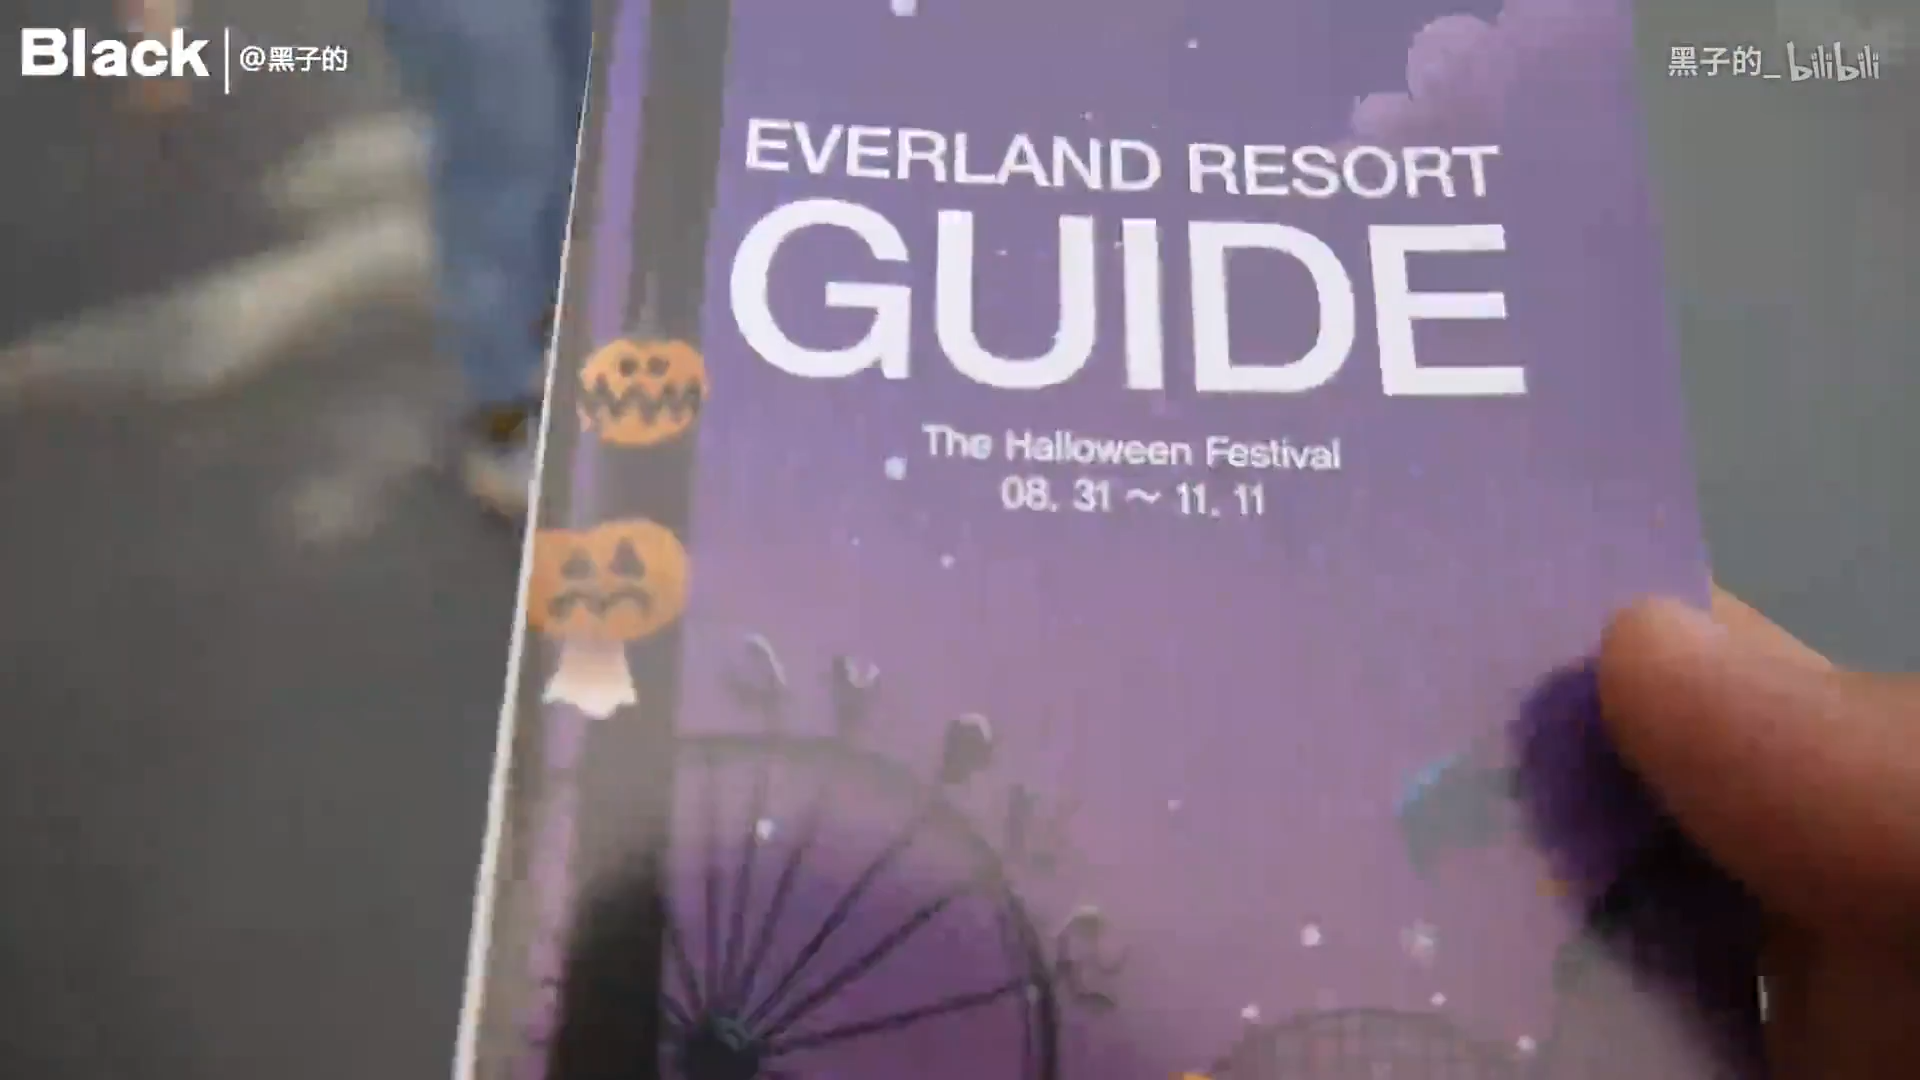 Black
@黑子的
黑子的_bilibili
EVERLAND RESORT
GUIDE
The Halloween Festival
08. 31 ~ 11. 11